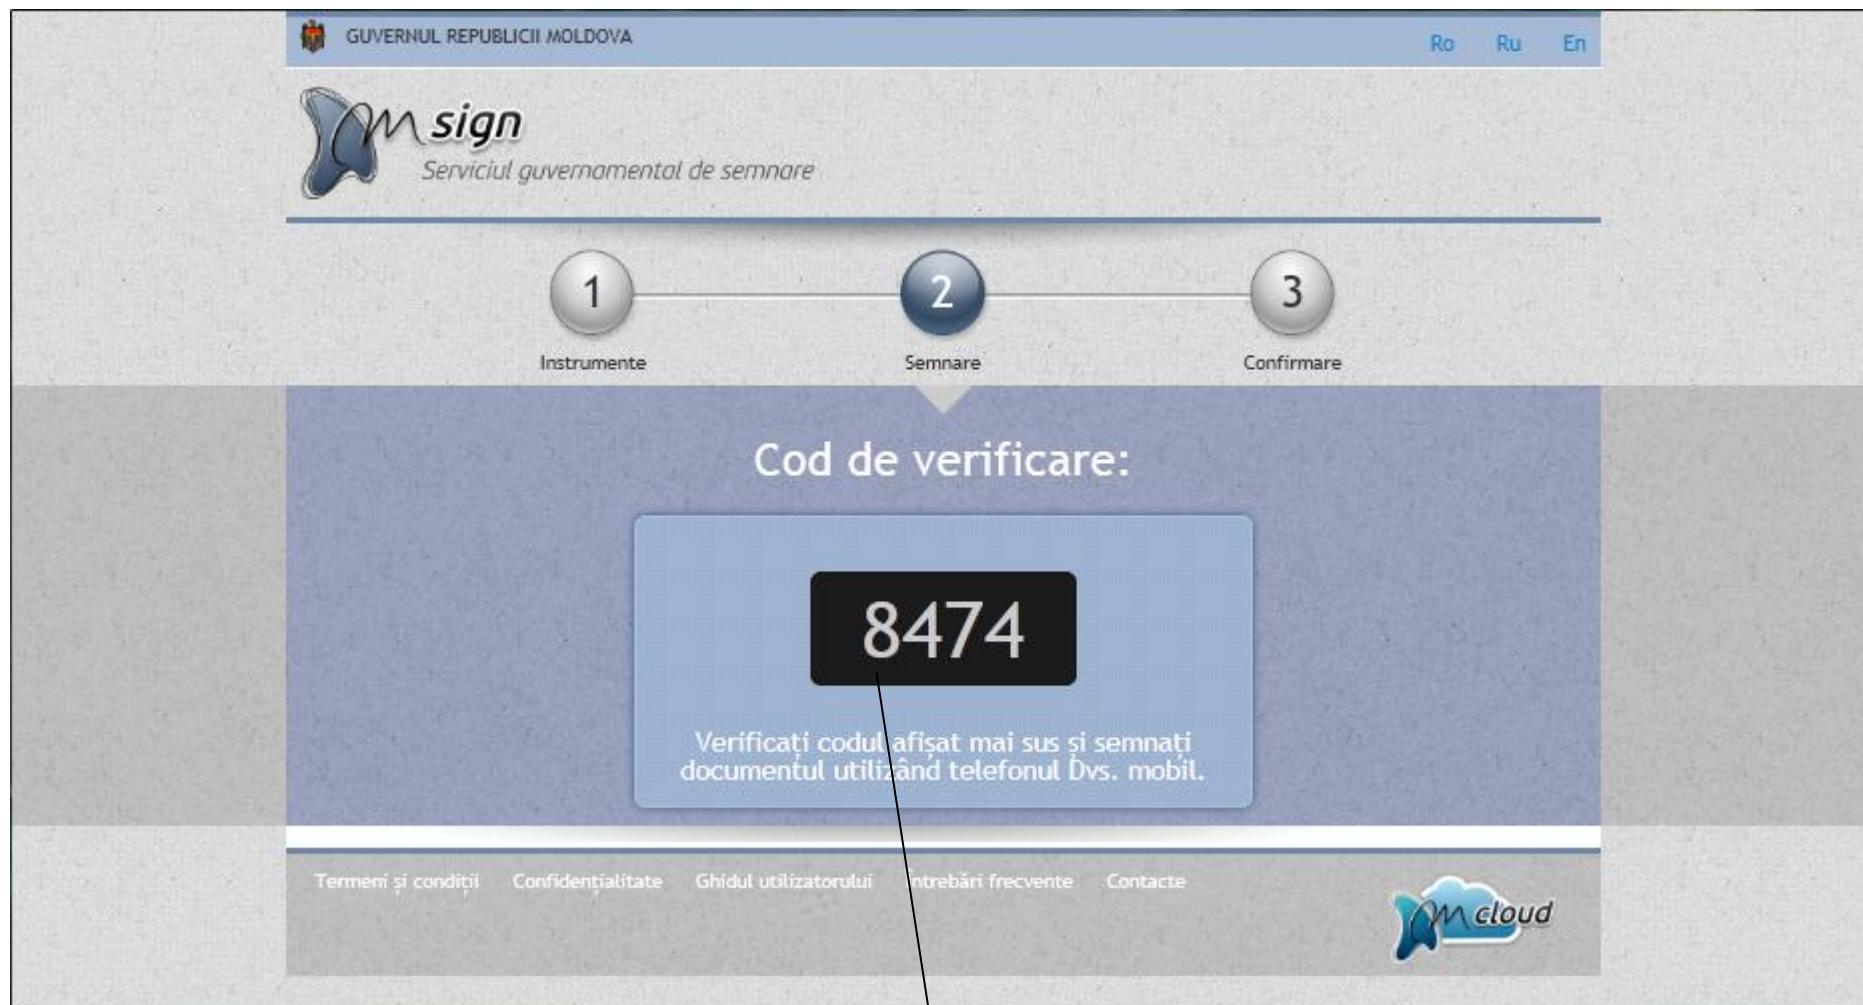 GUVERNUL REPUBLICII MOLDOVA
Ro Ru En
M sign
Serviciul guvernamental de semnare
1 2 3
Instrumente Semnare Confirmare
Cod de verificare:
8474
Verificați codul afișat mai sus și semnați
documentul utilizând telefonul Dvs. mobil.
Termeni și condiții Confidențialitate Ghidul utilizatorului Întrebări frecvente Contacte
M cloud